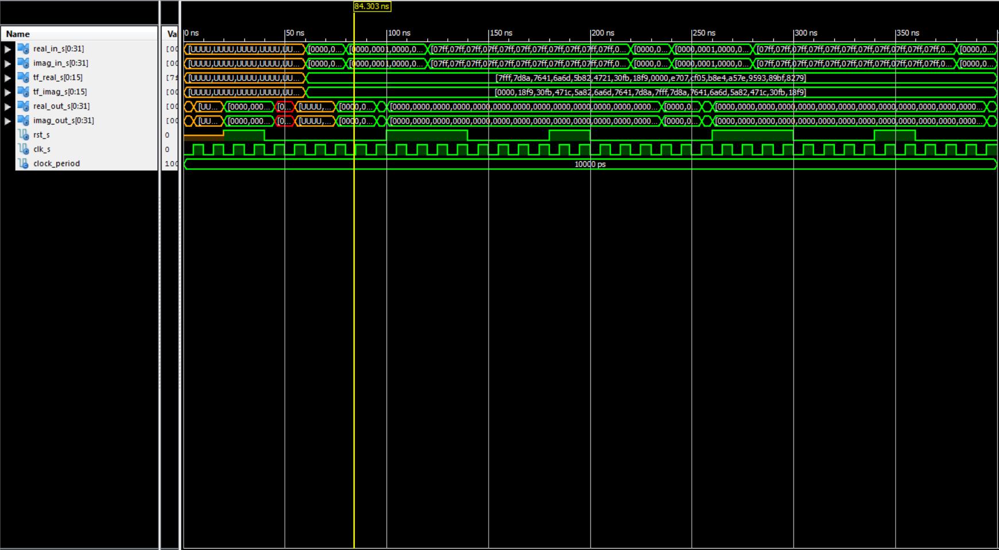 84.303 ns
Name Va 0 ns 50 ns 100 ns 150 ns 200 ns 250 ns 300 ns 350 ns
real_in_s[0:31] [00 [UUUU,UUUU,UUUU,UUUU,UU... [0000,0... [0000,0001,0000,0... [07ff,07ff,07ff,07ff,07ff,07ff,07ff,07ff,07ff,07ff,0... [0000,0... [0000,0001,0000,0... [07ff,07ff,07ff,07ff,07ff,07ff,07ff,07ff,07ff,07ff,0... [0000,0...
imag_in_s[0:31] [00 [UUUU,UUUU,UUUU,UUUU,UU... [0000,0... [0000,0001,0000,0... [07ff,07ff,07ff,07ff,07ff,07ff,07ff,07ff,07ff,07ff,0... [0000,0... [0000,0001,0000,0... [07ff,07ff,07ff,07ff,07ff,07ff,07ff,07ff,07ff,07ff,0... [0000,0...
tf_real_s[0:15] [7f [UUUU,UUUU,UUUU,UUUU,UU... [7fff,7d8a,7641,6a6d,5b82,4721,30fb,18f9,0000,e707,cf05,b8e4,a57e,9593,89bf,8279]
tf_imag_s[0:15] [00 [UUUU,UUUU,UUUU,UUUU,UU... [0000,18f9,30fb,471c,5a82,6a6d,7641,7d8a,7fff,7d8a,7641,6a6d,5a82,471c,30fb,18f9]
real_out_s[0:31] [00 [UU... [0000,000... [0... [UUUU,... [0000,0... [0000,0000,0000,0000,0000,0000,0000,0000,0000,0000,0000,0000,0000... [0000,0... [0000,0000,0000,0000,0000,0000,0000,0000,0000,0000,0000,0000,0000...
imag_out_s[0:31] [00 [UU... [0000,000... [0... [UUUU,... [0000,0... [0000,0000,0000,0000,0000,0000,0000,0000,0000,0000,0000,0000,0000... [0000,0... [0000,0000,0000,0000,0000,0000,0000,0000,0000,0000,0000,0000,0000...
rst_s 0
clk_s 0
clock_period 100 10000 ps